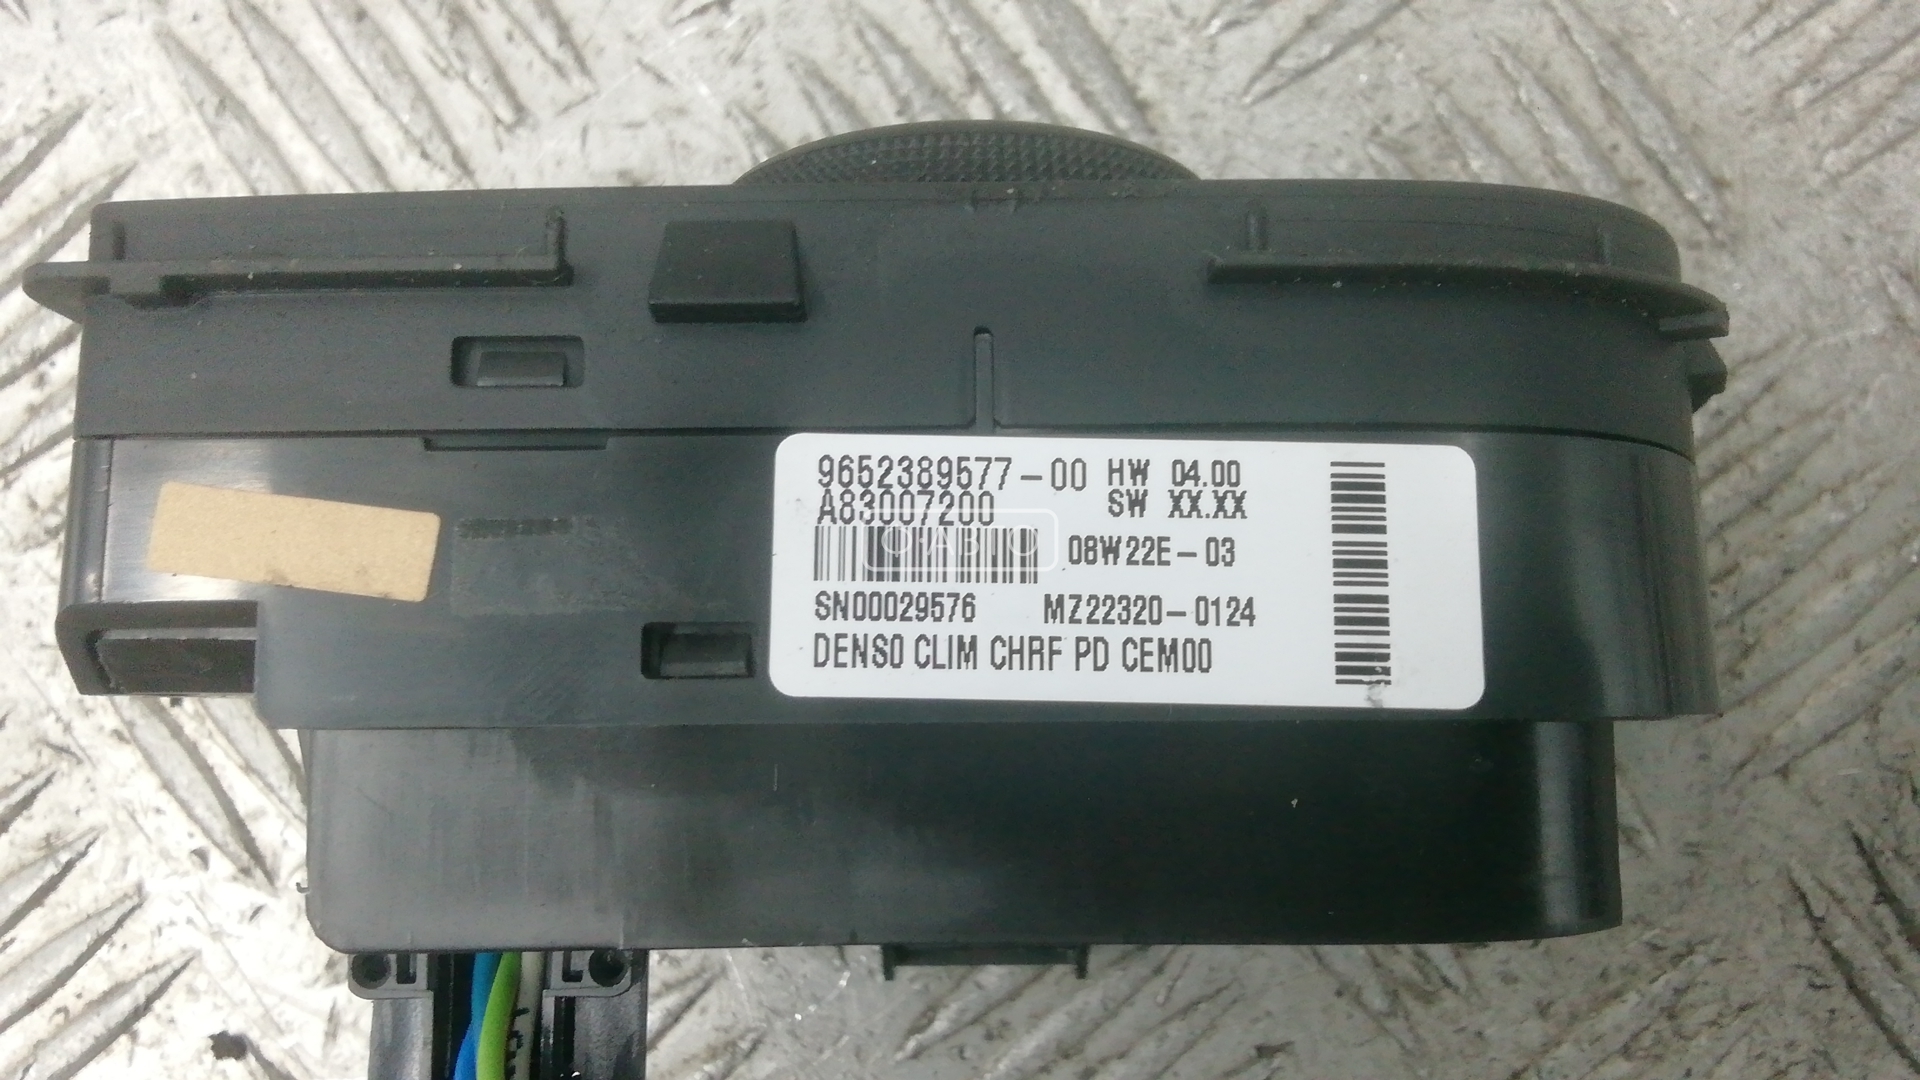 9652389577-00 HW 04.00
A83007200 SW XX.XX
О-АВТО
08W22E-03
SN00029576 MZ22320-0124
DENSO CLIM CHRF PD CEM00